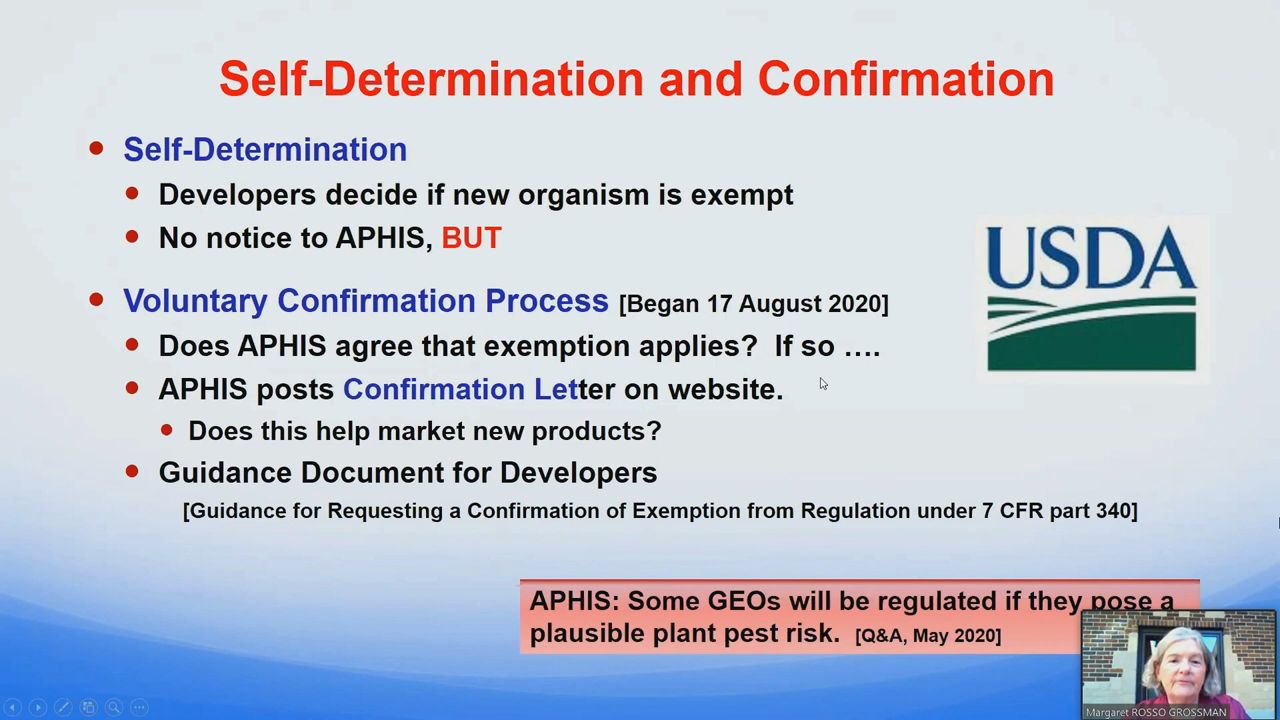 Self-Determination and Confirmation
Self-Determination
Developers decide if new organism is exempt
No notice to APHIS, BUT
Voluntary Confirmation Process [Began 17 August 2020]
Does APHIS agree that exemption applies? If so ….
APHIS posts Confirmation Letter on website.
Does this help market new products?
Guidance Document for Developers
[Guidance for Requesting a Confirmation of Exemption from Regulation under 7 CFR part 340]
USDA
APHIS: Some GEOs will be regulated if they pose a
plausible plant pest risk. [Q&A, May 2020]
Margaret ROSSO GROSSMAN